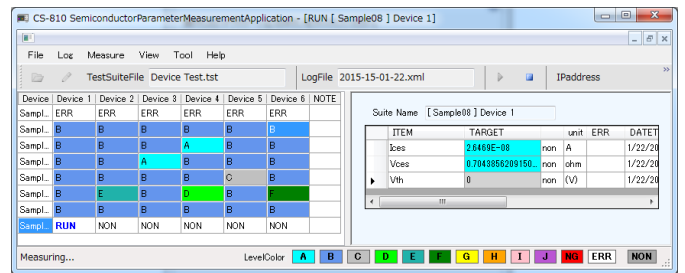 CS-810 SemiconductorParameterMeasurementApplication - [RUN [ Sample08 ] Device 1]
File Log Measure View Tool Help
TestSuiteFile Device Test.tst LogFile 2015-15-01-22.xml IPaddress
Device Device 1 Device 2 Device 3 Device 4 Device 5 Device 6 NOTE
Sampl... ERR ERR ERR ERR ERR ERR
Sampl... B B B B B B
Sampl... B B B A B B
Sampl... B B A B B B
Sampl... B B B B C B
Sampl... B E B D B F
Sampl... B B B B B B
Sampl... RUN NON NON NON NON NON
Suite Name [ Sample08 ] Device 1
ITEM TARGET unit ERR DATET
Ices 2.6469E-08 non A 1/22/20
Vces 0.7043856209150... non ohm 1/22/20
Vth 0 non (V) 1/22/20
Measuring... LevelColor A B C D E F G H I J NG ERR NON